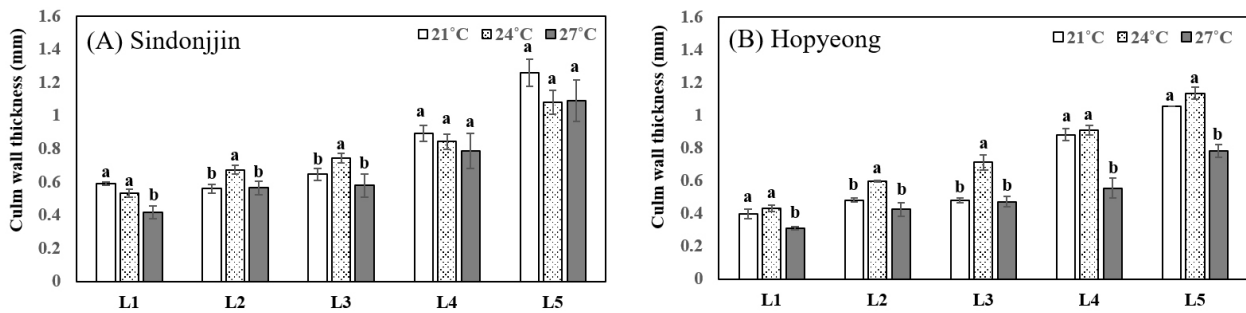 (A) Sindonjjin
21°C 24°C 27°C
Culm wall thickness (mm)
1.6
1.4
1.2
1
0.8
0.6
0.4
0.2
0
a a b
b a b
b a b
a a a
a a a
L1 L2 L3 L4 L5
(B) Hopyeong
21°C 24°C 27°C
Culm wall thickness (mm)
1.6
1.4
1.2
1
0.8
0.6
0.4
0.2
0
a a b
b a b
b a b
a a b
a a b
L1 L2 L3 L4 L5